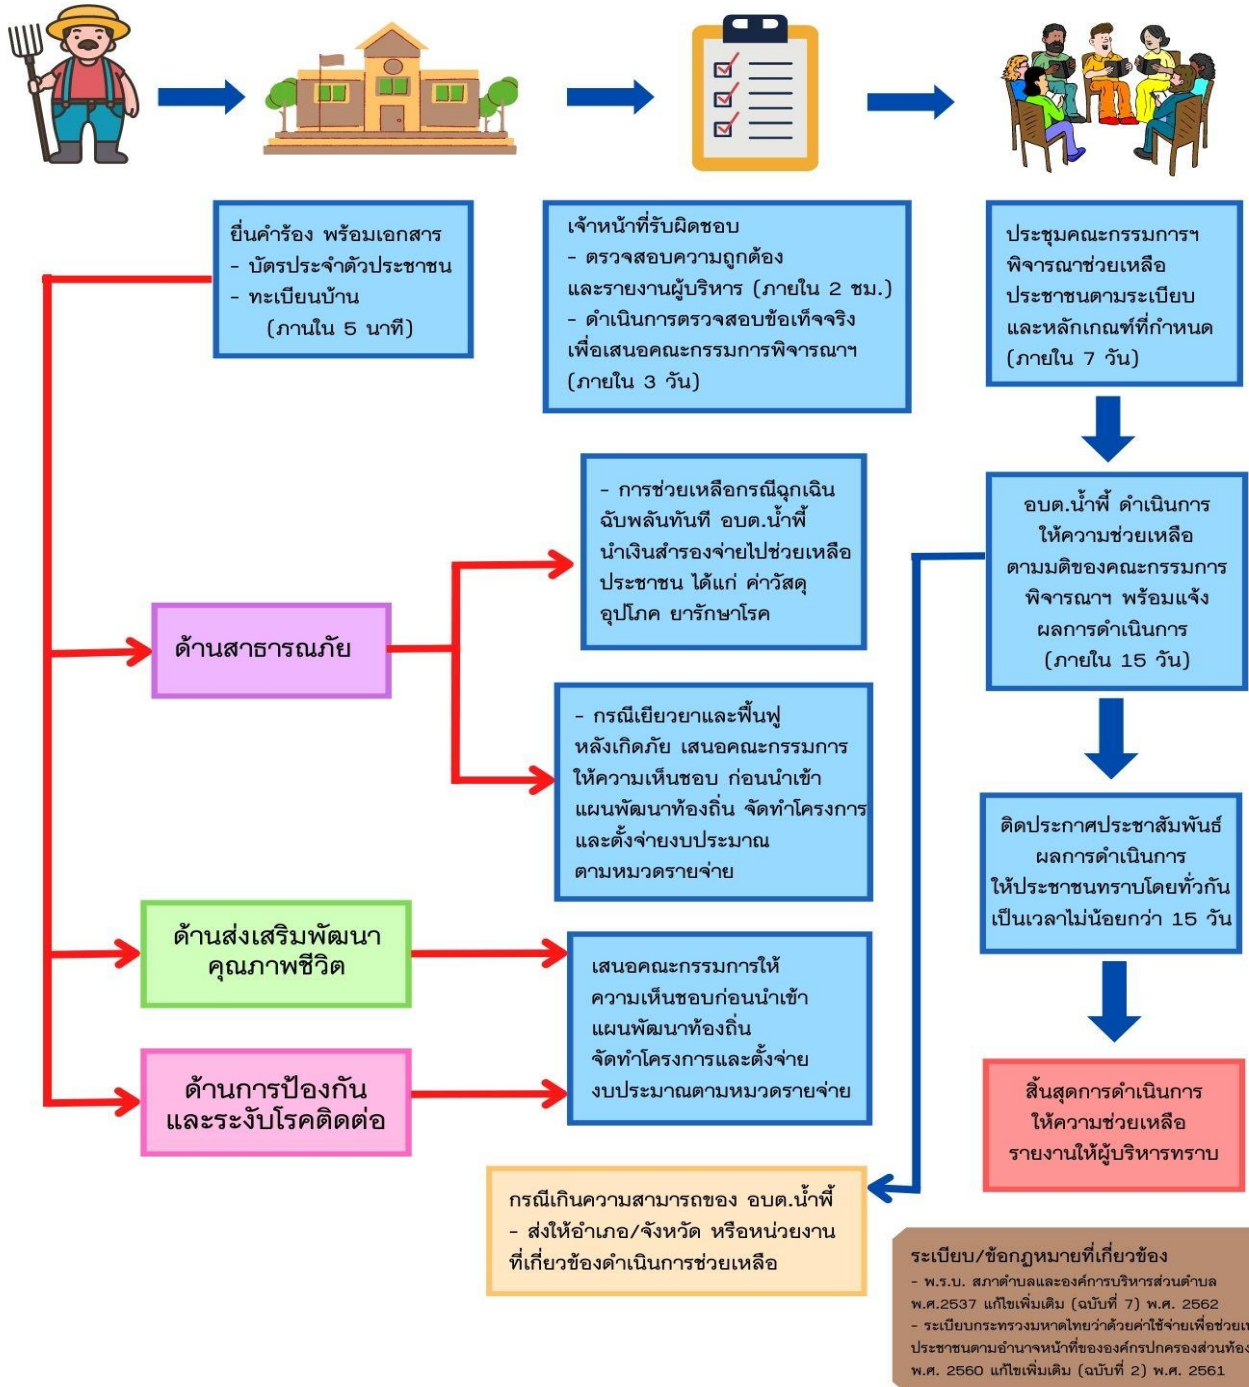 ยื่นคำร้อง พร้อมเอกสาร
- บัตรประจำตัวประชาชน
- ทะเบียนบ้าน
(ภานใน 5 นาที)
เจ้าหน้าที่รับผิดชอบ
- ตรวจสอบความถูกต้อง
และรายงานผู้บริหาร (ภายใน 2 ชม.)
- ดำเนินการตรวจสอบข้อเท็จจริง
เพื่อเสนอคณะกรรมการพิจารณาฯ
(ภายใน 3 วัน)
ประชุมคณะกรรมการฯ
พิจารณาช่วยเหลือ
ประชาชนตามระเบียบ
และหลักเกณฑ์ที่กำหนด
(ภายใน 7 วัน)
- การช่วยเหลือกรณีฉุกเฉิน
ฉับพลันทันที อบต.น้ำพี้
นำเงินสำรองจ่ายไปช่วยเหลือ
ประชาชน ได้แก่ ค่าวัสดุ
อุปโภค ยารักษาโรค
อบต.น้ำพี้ ดำเนินการ
ให้ความช่วยเหลือ
ตามมติของคณะกรรมการ
พิจารณาฯ พร้อมแจ้ง
ผลการดำเนินการ
(ภายใน 15 วัน)
ด้านสาธารณภัย
- กรณีเยียวยาและฟื้นฟู
หลังเกิดภัย เสนอคณะกรรมการ
ให้ความเห็นชอบ ก่อนนำเข้า
แผนพัฒนาท้องถิ่น จัดทำโครงการ
และตั้งจ่ายงบประมาณ
ตามหมวดรายจ่าย
ติดประกาศประชาสัมพันธ์
ผลการดำเนินการ
ให้ประชาชนทราบโดยทั่วกัน
เป็นเวลาไม่น้อยกว่า 15 วัน
ด้านส่งเสริมพัฒนา
คุณภาพชีวิต
เสนอคณะกรรมการให้
ความเห็นชอบก่อนนำเข้า
แผนพัฒนาท้องถิ่น
จัดทำโครงการและตั้งจ่าย
งบประมาณตามหมวดรายจ่าย
ด้านการป้องกัน
และระงับโรคติดต่อ
สิ้นสุดการดำเนินการ
ให้ความช่วยเหลือ
รายงานให้ผู้บริหารทราบ
กรณีเกินความสามารถของ อบต.น้ำพี้
- ส่งให้อำเภอ/จังหวัด หรือหน่วยงาน
ที่เกี่ยวข้องดำเนินการช่วยเหลือ
ระเบียบ/ข้อกฎหมายที่เกี่ยวข้อง
- พ.ร.บ. สภาตำบลและองค์การบริหารส่วนตำบล
พ.ศ.2537 แก้ไขเพิ่มเติม (ฉบับที่ 7) พ.ศ. 2562
- ระเบียบกระทรวงมหาดไทยว่าด้วยค่าใช้จ่ายเพื่อช่วย
ประชาชนตามอำนาจหน้าที่ขององค์กรปกครองส่วนท้อง
พ.ศ. 2560 แก้ไขเพิ่มเติม (ฉบับที่ 2) พ.ศ. 2561